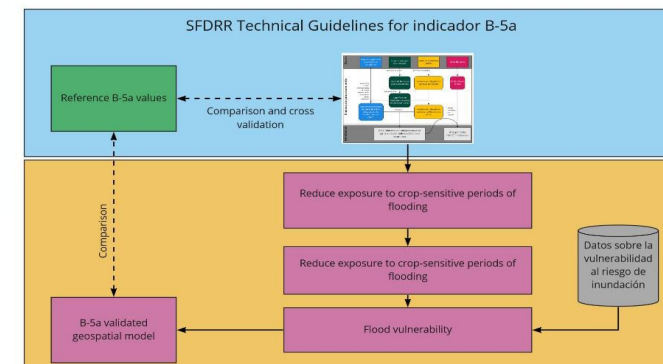 SFDRR Technical Guidelines for indicador B-5a
Reference B-5a values
Comparison and cross
validation
Reduce exposure to crop-sensitive periods of
flooding
Comparison
Reduce exposure to crop-sensitive periods of
flooding
Datos sobre la
vulnerabilidad
al riesgo de
inundación
B-5a validated
geospatial model
Flood vulnerability